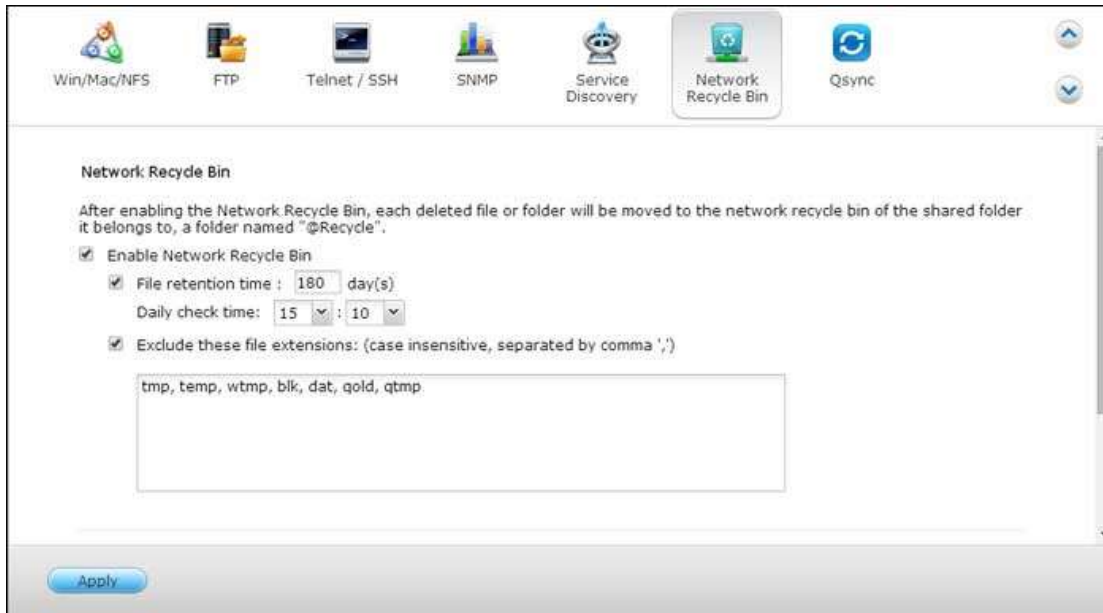 Win/Mac/NFS
FTP
Telnet / SSH
SNMP
Service
Discovery
Network
Recycle Bin
Qsync
Network Recycle Bin
After enabling the Network Recycle Bin, each deleted file or folder will be moved to the network recycle bin of the shared folder
it belongs to, a folder named "@Recycle".
Enable Network Recycle Bin
File retention time : 180 day(s)
Daily check time: 15 : 10
Exclude these file extensions: (case insensitive, separated by comma ',')
tmp, temp, wtmp, blk, dat, qold, qtmp
Apply